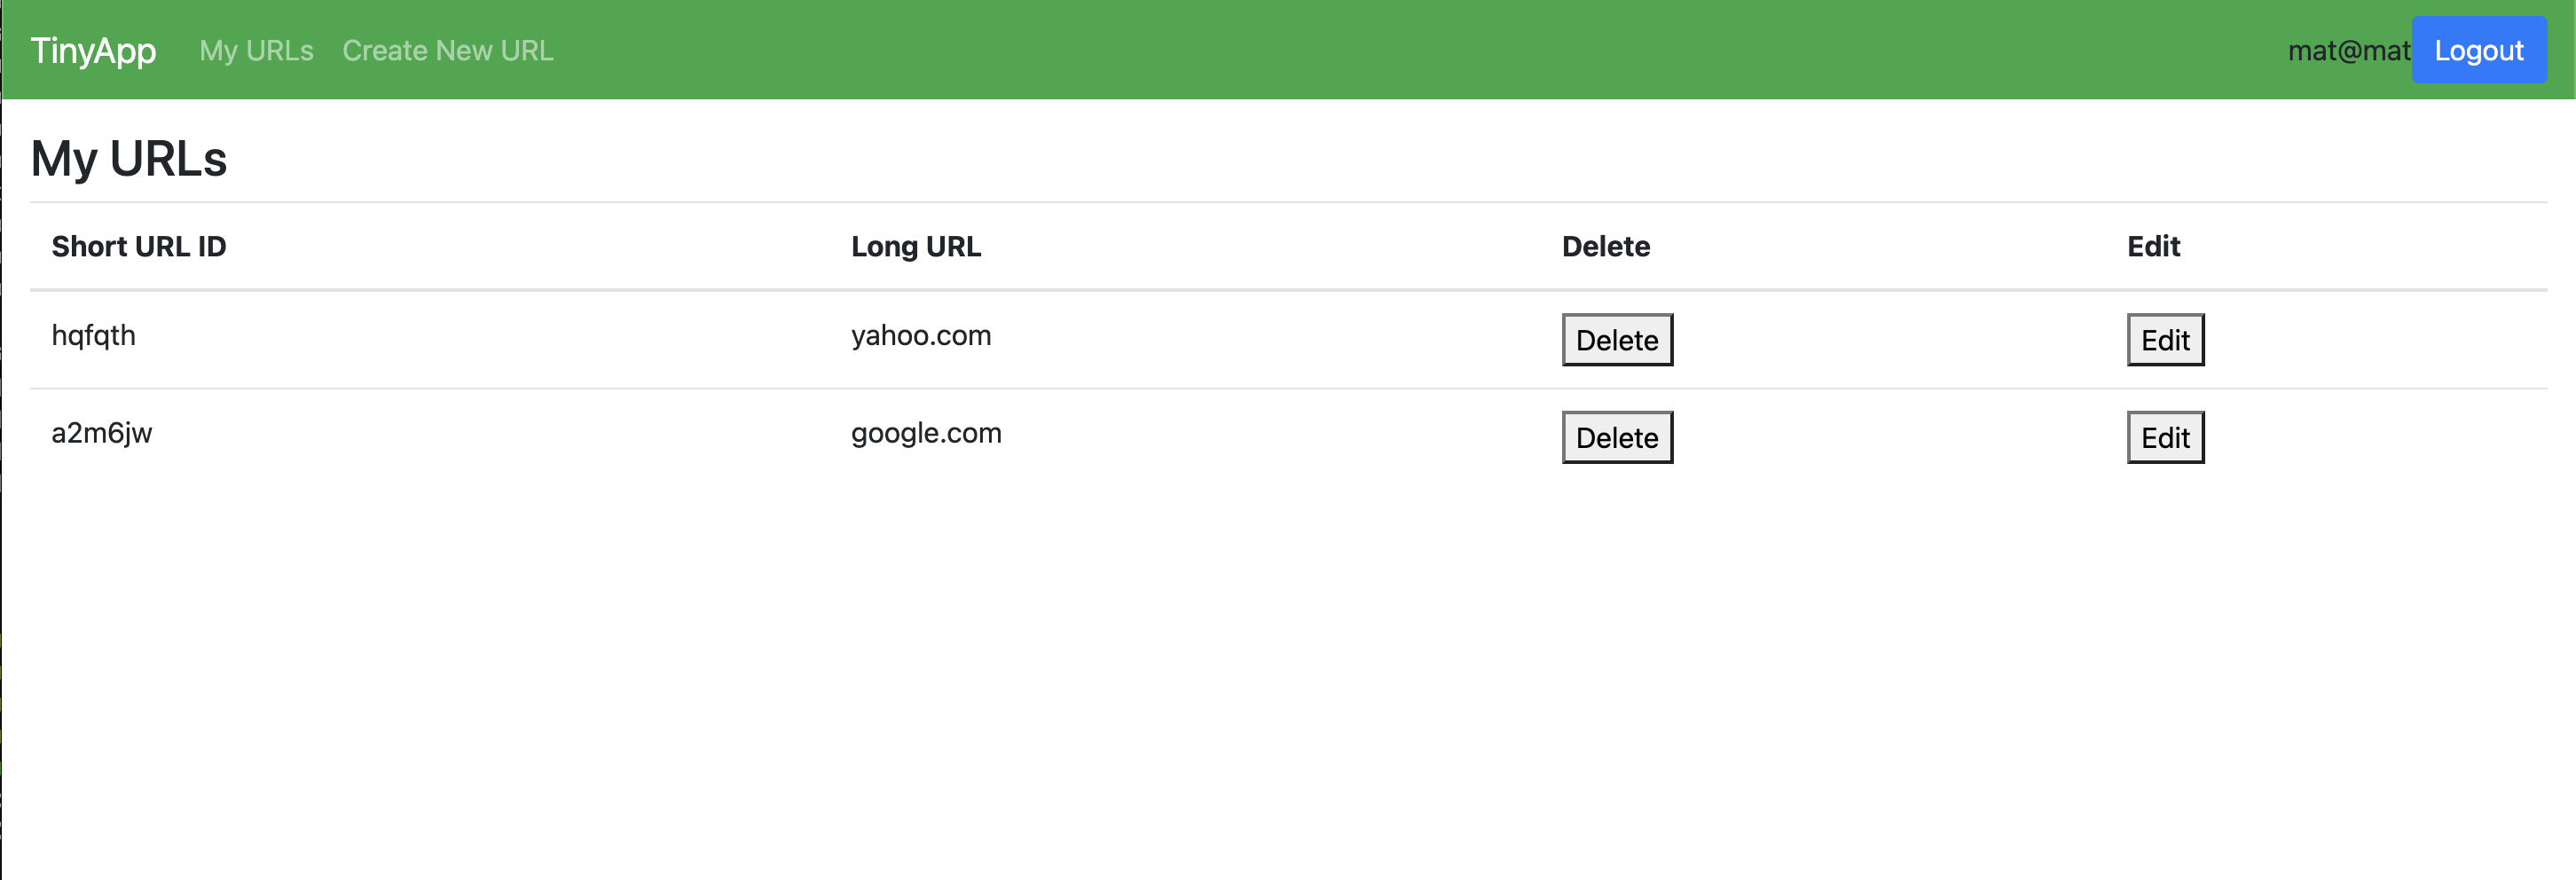 TinyApp My URLs Create New URL mat@mat Logout
My URLs
Short URL ID Long URL Delete Edit
hqfqth yahoo.com Delete Edit
a2m6jw google.com Delete Edit